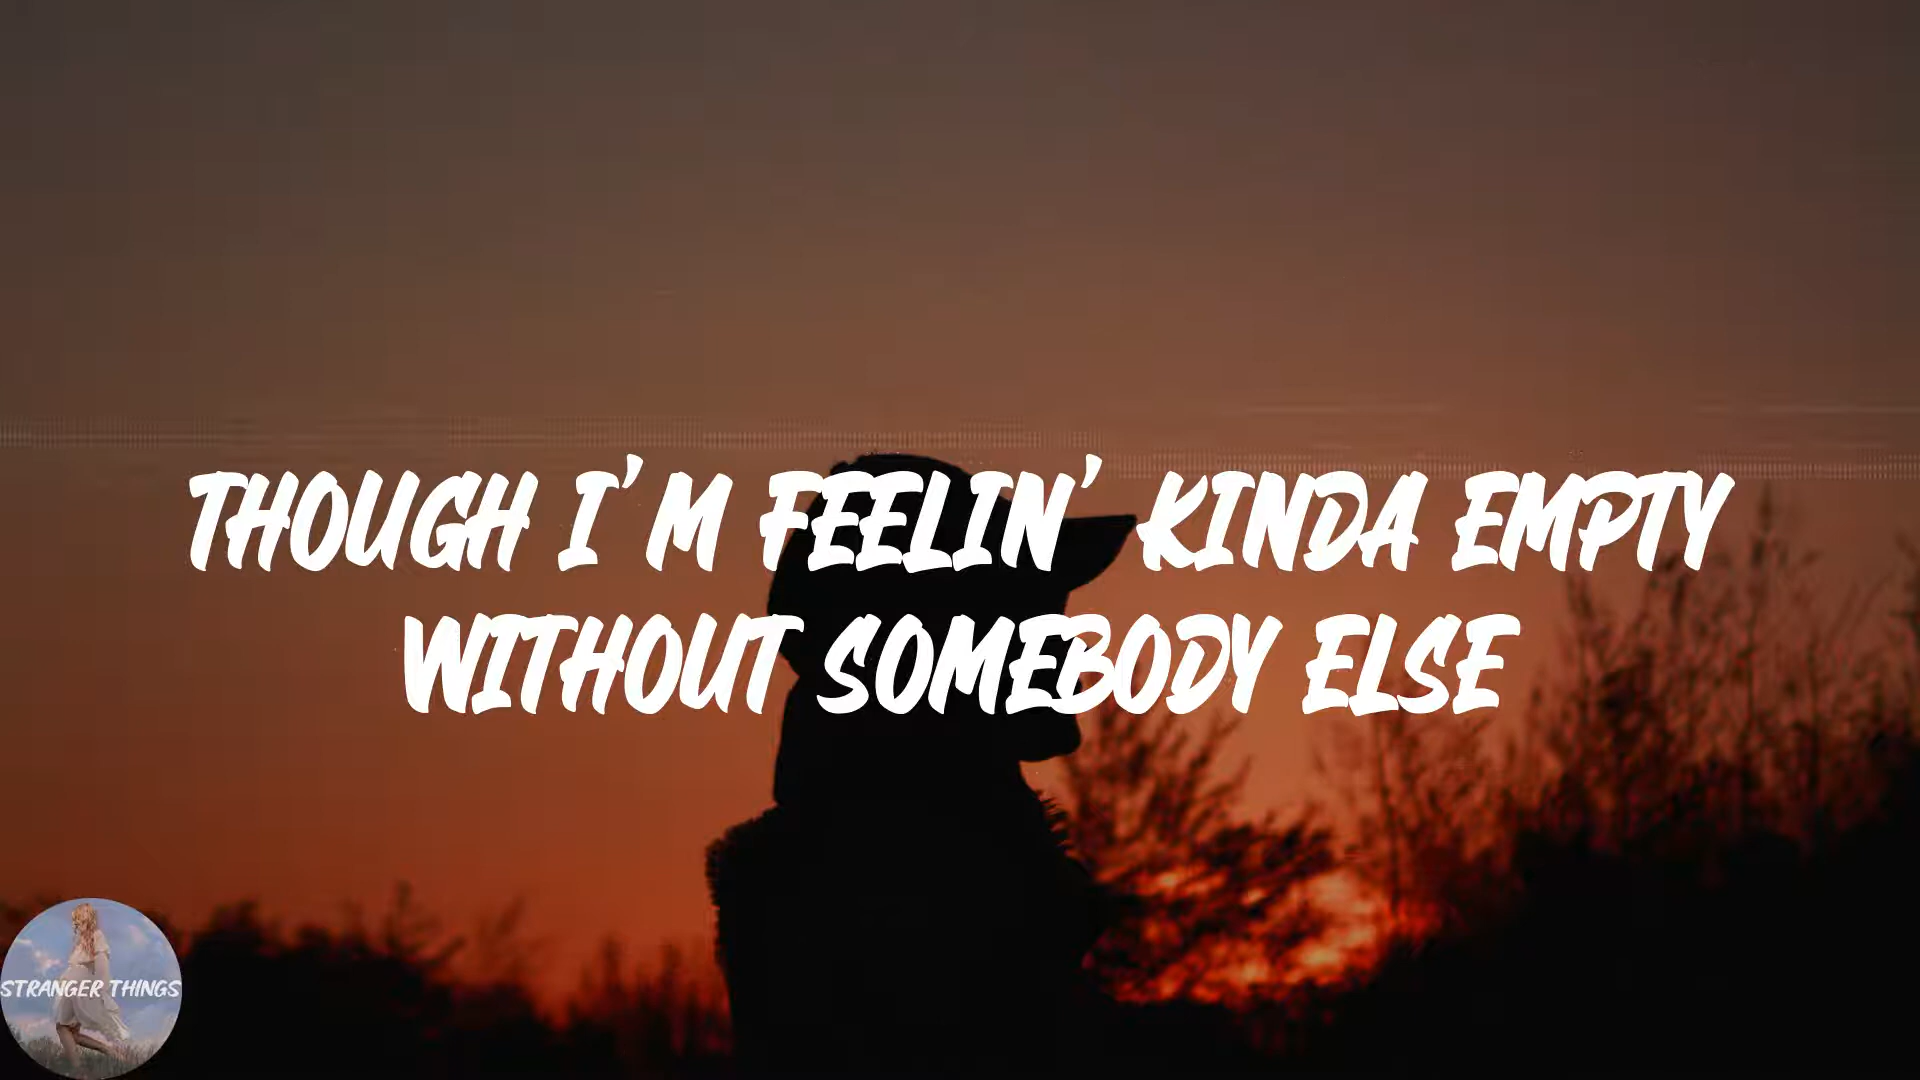 THOUGH I'M FEELIN' KINDA EMPTY
WITHOUT SOMEBODY ELSE
STRANGER THINGS